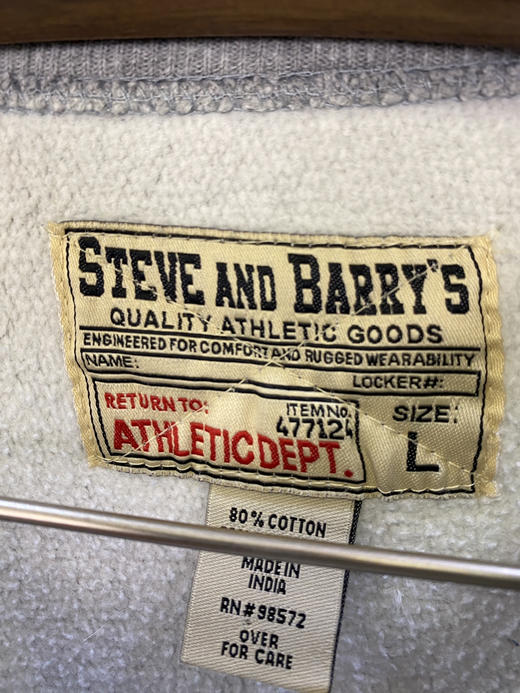 STEVE AND BARRY'S
QUALITY ATHLETIC GOODS
ENGINEERED FOR COMFORT AND RUGGED WEARABILITY
NAME: LOCKER#:
RETURN TO: ITEM NO.
477124
ATHLETIC DEPT.
SIZE:
L
80% COTTON
MADE IN
INDIA
RN# 98572
OVER
FOR CARE